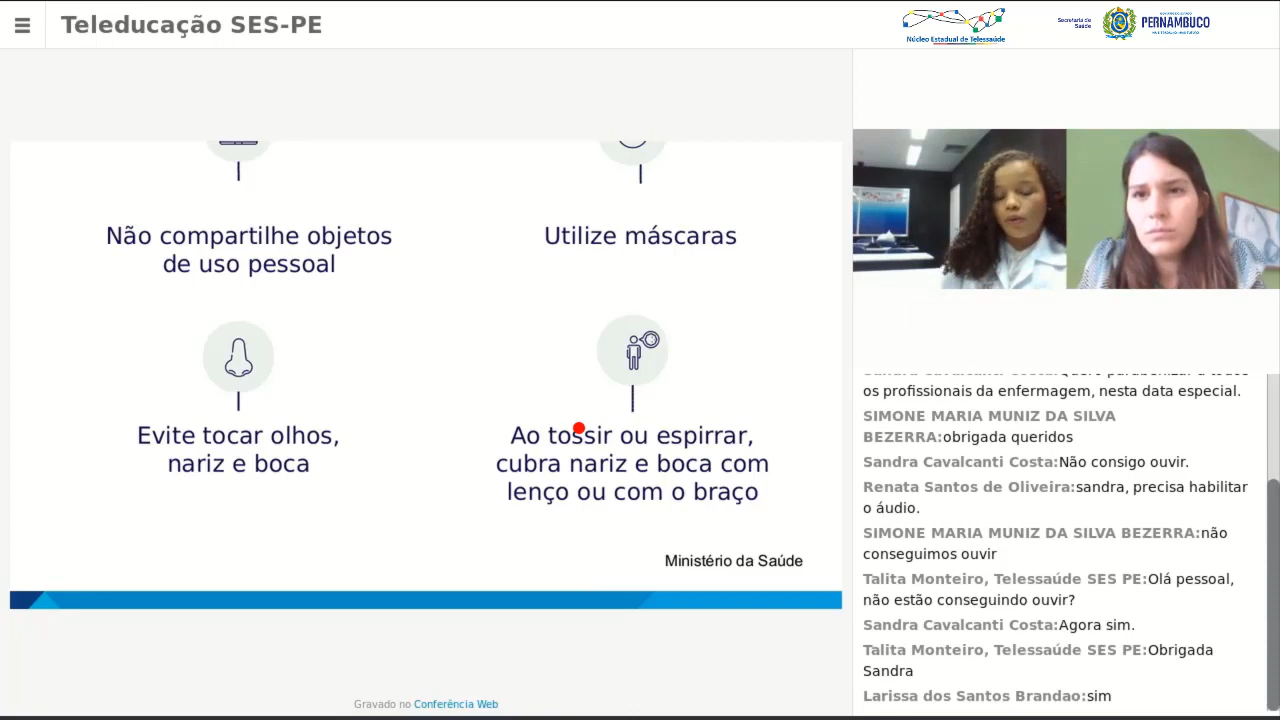 Teleducação SES-PE
Núcleo Estadual de Telessaúde
Secretaria de
Saúde
PERNAMBUCO
Não compartilhe objetos
de uso pessoal
Utilize máscaras
Evite tocar olhos,
nariz e boca
Ao tossir ou espirrar,
cubra nariz e boca com
lenço ou com o braço
Ministério da Saúde
Gravado no Conferência Web
os profissionais da enfermagem, nesta data especial.
SIMONE MARIA MUNIZ DA SILVA
BEZERRA:obrigada queridos
Sandra Cavalcanti Costa:Não consigo ouvir.
Renata Santos de Oliveira:sandra, precisa habilitar
o áudio.
SIMONE MARIA MUNIZ DA SILVA BEZERRA:não
conseguimos ouvir
Talita Monteiro, Telessaúde SES PE:Olá pessoal,
não estão conseguindo ouvir?
Sandra Cavalcanti Costa:Agora sim.
Talita Monteiro, Telessaúde SES PE:Obrigada
Sandra
Larissa dos Santos Brandao:sim